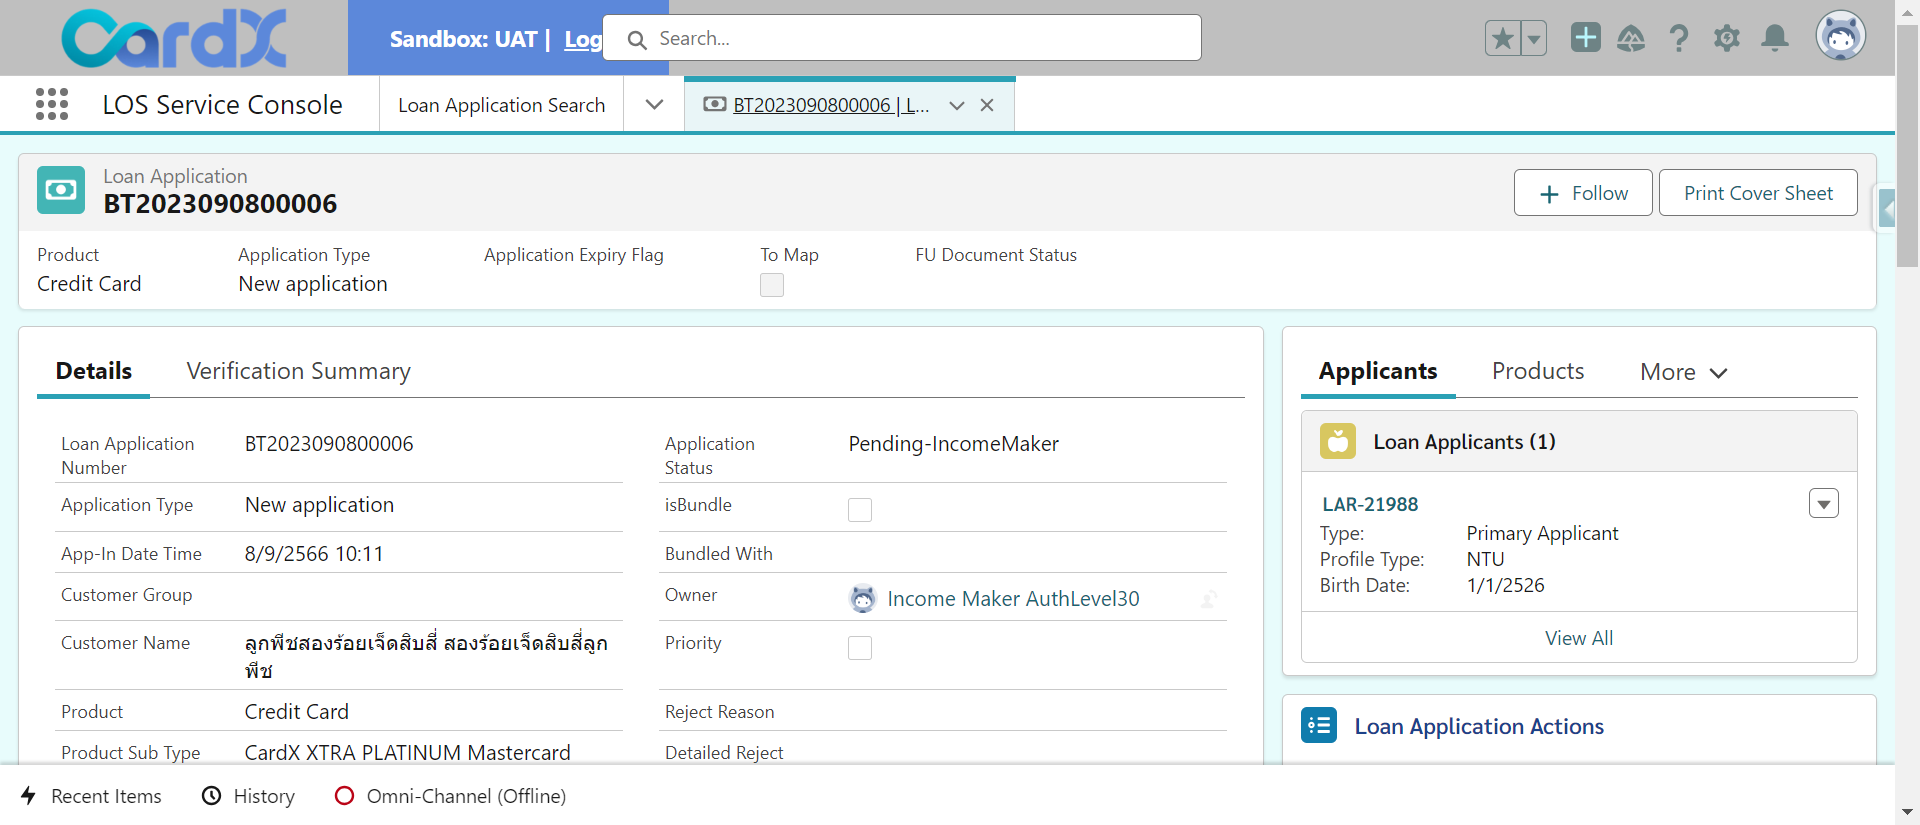 CardX
Sandbox: UAT | Log
Search...
LOS Service Console
Loan Application Search
BT2023090800006 | L...
Loan Application
BT2023090800006
Follow
Print Cover Sheet
Product
Application Type
Application Expiry Flag
To Map
FU Document Status
Credit Card
New application
Details
Verification Summary
Loan Application Number
BT2023090800006
Application Status
Pending-IncomeMaker
Application Type
New application
isBundle
App-In Date Time
8/9/2566 10:11
Bundled With
Customer Group
Owner
Income Maker AuthLevel30
Customer Name
ลูกพีชสองร้อยเจ็ดสิบสี่ สองร้อยเจ็ดสิบสี่ลูก
พีช
Priority
Product
Credit Card
Reject Reason
Product Sub Type
CardX XTRA PLATINUM Mastercard
Detailed Reject
Applicants
Products
More
Loan Applicants (1)
LAR-21988
Type:
Primary Applicant
Profile Type:
NTU
Birth Date:
1/1/2526
View All
Loan Application Actions
Recent Items
History
Omni-Channel (Offline)